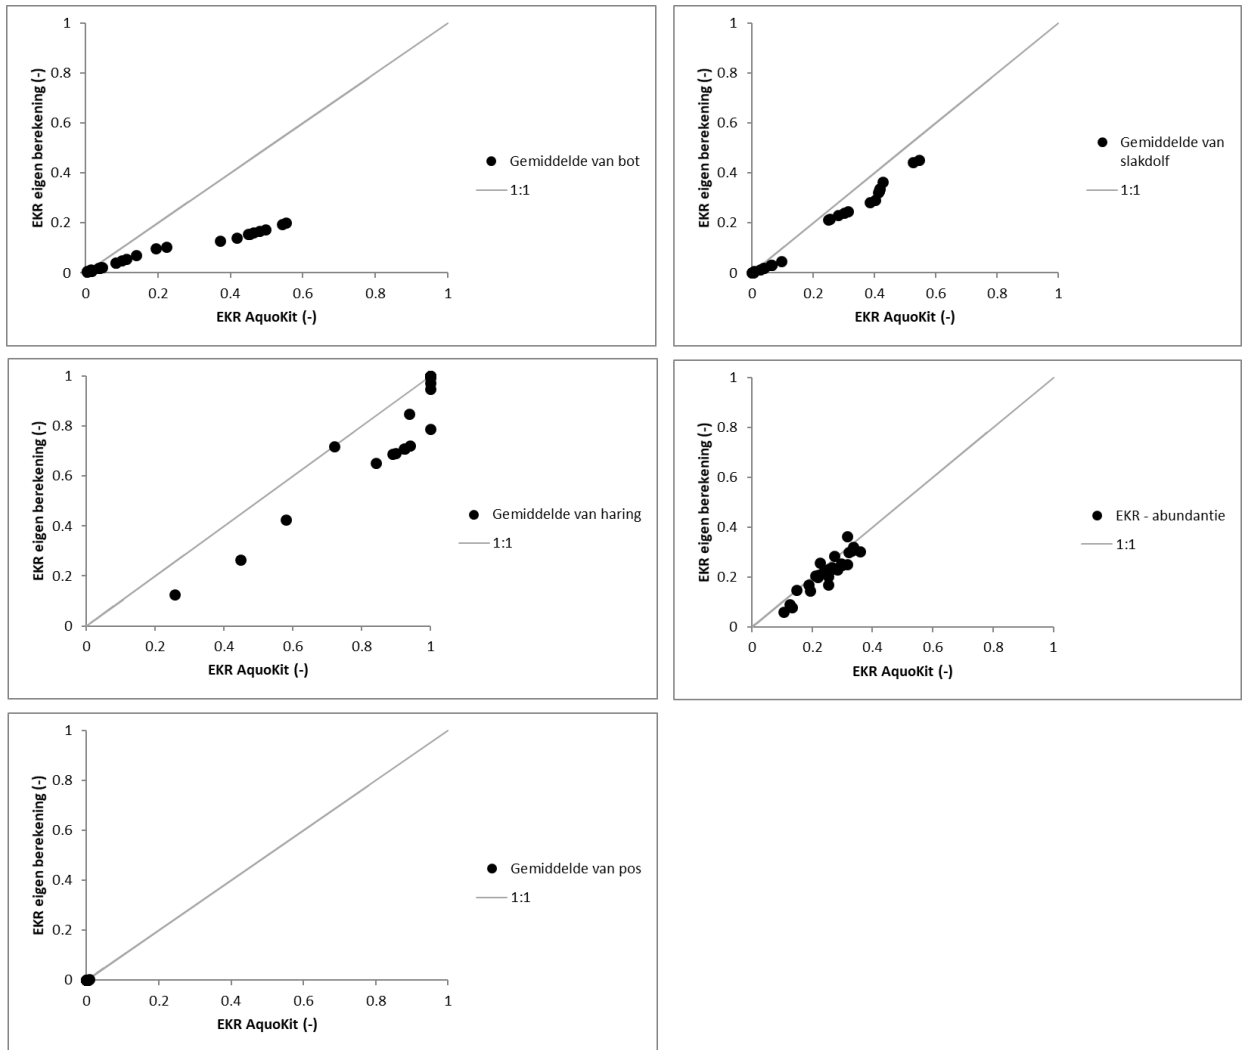 EKR eigen berekening (-)
1
0.8
0.6
0.4
0.2
0
0 0.2 0.4 0.6 0.8 1
EKR AquoKit (-)
Gemiddelde van bot
1:1
EKR eigen berekening (-)
1
0.8
0.6
0.4
0.2
0
0 0.2 0.4 0.6 0.8 1
EKR AquoKit (-)
Gemiddelde van
slakdolf
1:1
EKR eigen berekening (-)
1
0.8
0.6
0.4
0.2
0
0 0.2 0.4 0.6 0.8 1
EKR AquoKit (-)
Gemiddelde van haring
1:1
EKR eigen berekening (-)
1
0.8
0.6
0.4
0.2
0
0 0.2 0.4 0.6 0.8 1
EKR AquoKit (-)
EKR - abundantie
1:1
EKR eigen berekening (-)
1
0.8
0.6
0.4
0.2
0
0 0.2 0.4 0.6 0.8 1
EKR AquoKit (-)
Gemiddelde van pos
1:1